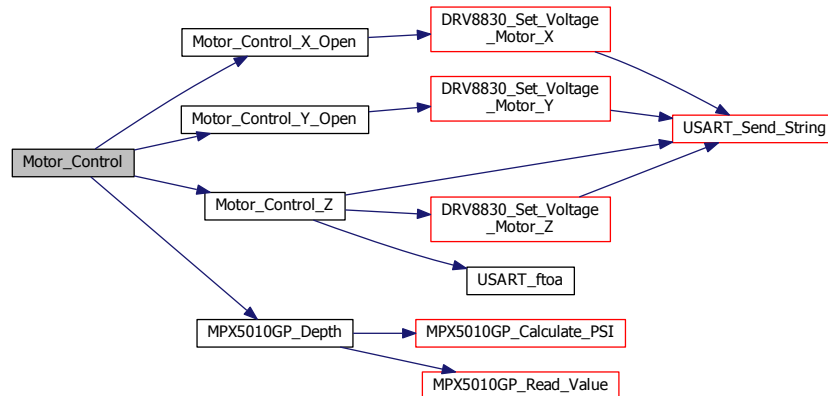 Motor_Control
Motor_Control_X_Open
DRV8830_Set_Voltage
_Motor_X
Motor_Control_Y_Open
DRV8830_Set_Voltage
_Motor_Y
USART_Send_String
Motor_Control_Z
DRV8830_Set_Voltage
_Motor_Z
USART_ftoa
MPX5010GP_Depth
MPX5010GP_Calculate_PSI
MPX5010GP_Read_Value